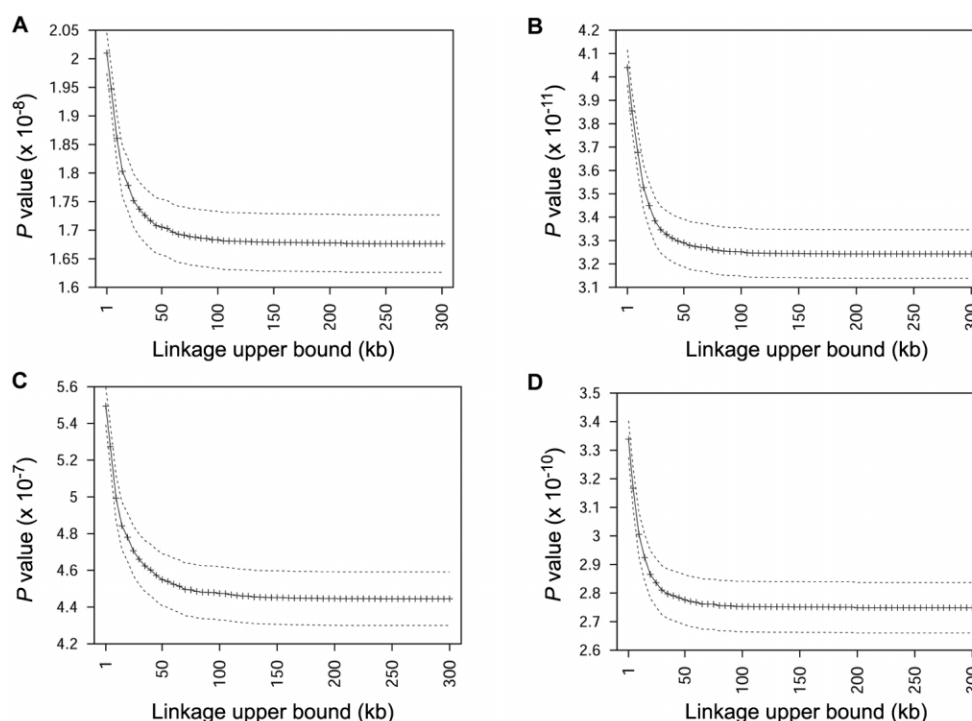 A
2.05
2
1.95
1.9
1.85
1.8
1.75
1.7
1.65
1.6
P value (x 10-8)
1 50 100 150 200 250 300
Linkage upper bound (kb)
B
4.2
4.1
4
3.9
3.8
3.7
3.6
3.5
3.4
3.3
3.2
3.1
P value (x 10-11)
1 50 100 150 200 250 300
Linkage upper bound (kb)
C
5.6
5.4
5.2
5
4.8
4.6
4.4
4.2
P value (x 10-7)
1 50 100 150 200 250 300
Linkage upper bound (kb)
D
3.5
3.4
3.3
3.2
3.1
3
2.9
2.8
2.7
2.6
P value (x 10-10)
1 50 100 150 200 250 300
Linkage upper bound (kb)